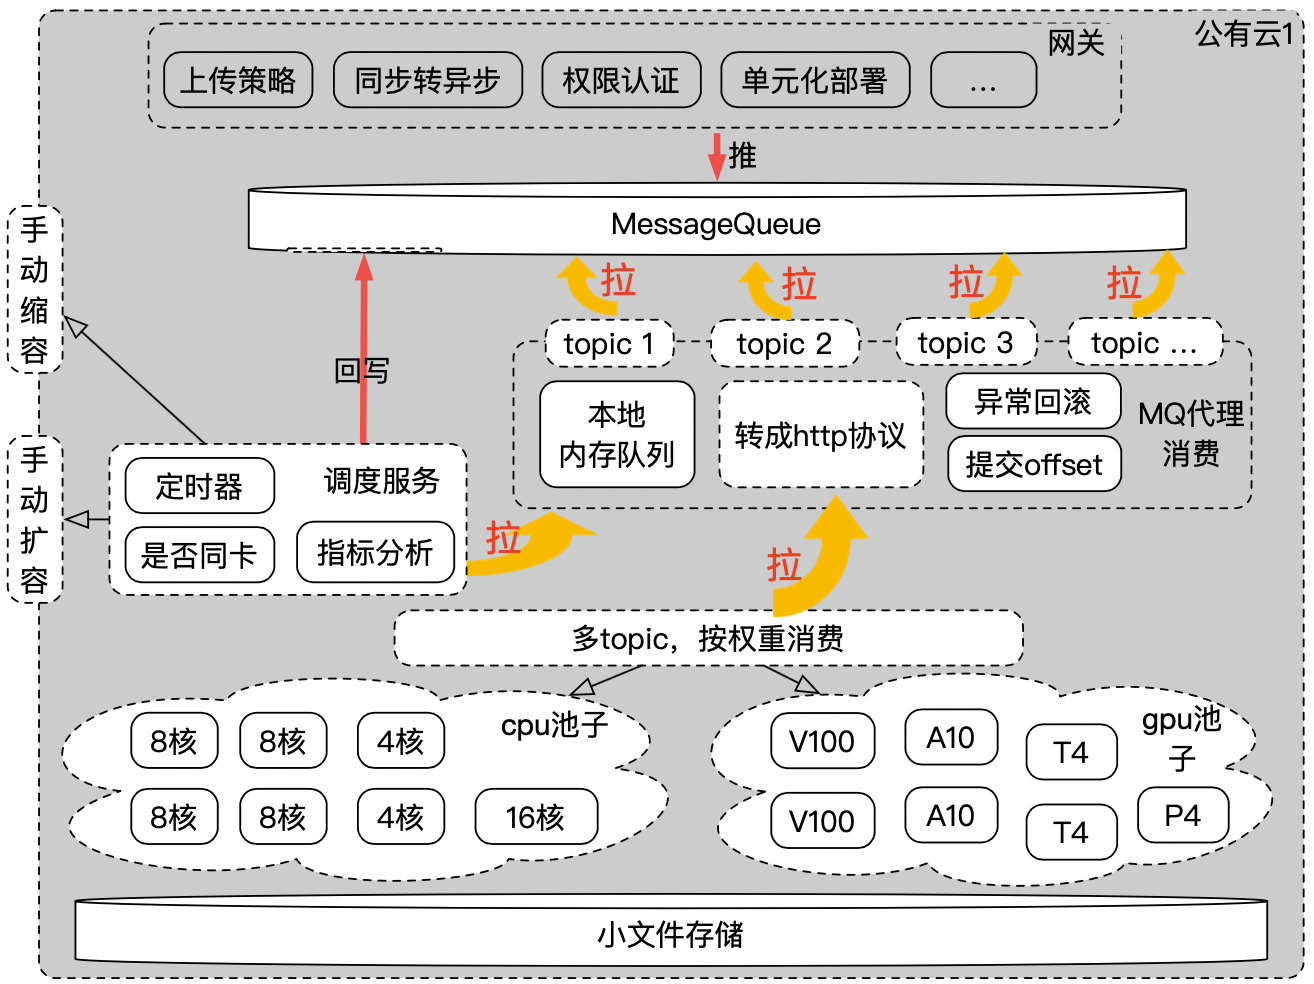 公有云1
网关
上传策略
同步转异步
权限认证
单元化部署
...
推
MessageQueue
手
动
缩
容
拉
拉
拉
拉
topic 1
topic 2
topic 3
topic ...
回写
本地
内存队列
转成http协议
异常回滚
提交offset
MQ代理
消费
手
动
扩
容
定时器
调度服务
是否同卡
指标分析
拉
拉
多topic，按权重消费
cpu池子
8核
8核
4核
8核
8核
4核
16核
gpu池
子
V100
A10
T4
V100
A10
T4
P4
小文件存储